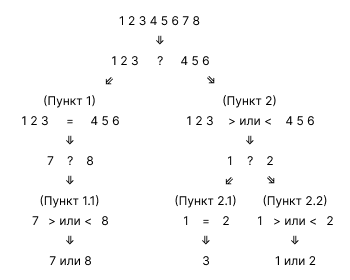 1 2 3 4 5 6 7 8
⇓
1 2 3 ? 4 5 6
⇙ ⇘
(Пункт 1) (Пункт 2)
1 2 3 = 4 5 6 1 2 3 > или < 4 5 6
⇓ ⇓
7 ? 8 1 ? 2
⇓ ⇙ ⇘
(Пункт 1.1) (Пункт 2.1) (Пункт 2.2)
7 > или < 8 1 = 2 1 > или < 2
⇓ ⇓ ⇓
7 или 8 3 1 или 2